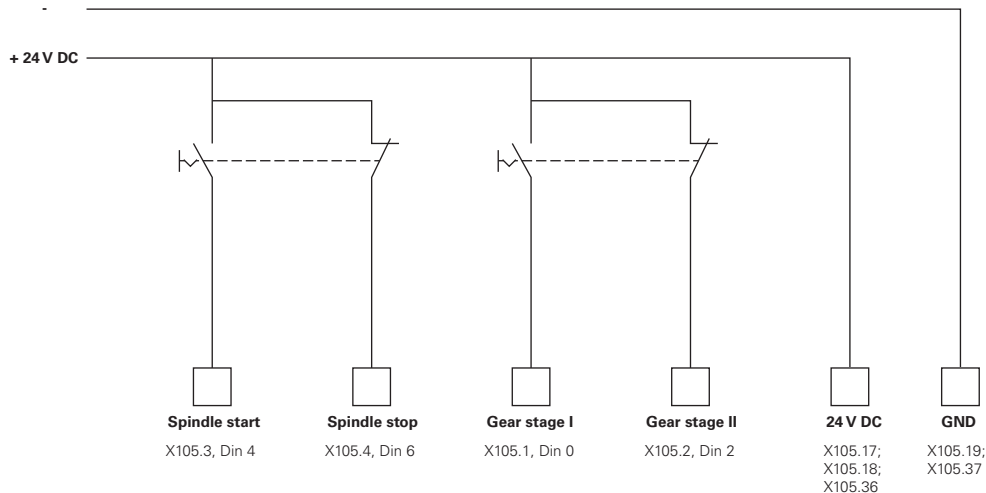 -
+ 24 V DC
Spindle start
Spindle stop
Gear stage I
Gear stage II
24 V DC
GND
X105.3, Din 4
X105.4, Din 6
X105.1, Din 0
X105.2, Din 2
X105.17;
X105.18;
X105.36
X105.19;
X105.37